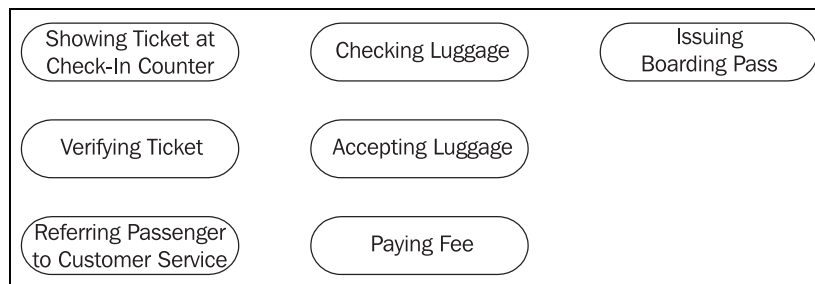 Showing Ticket at
Check-In Counter
Checking Luggage
Issuing
Boarding Pass
Verifying Ticket
Accepting Luggage
Referring Passenger
to Customer Service
Paying Fee